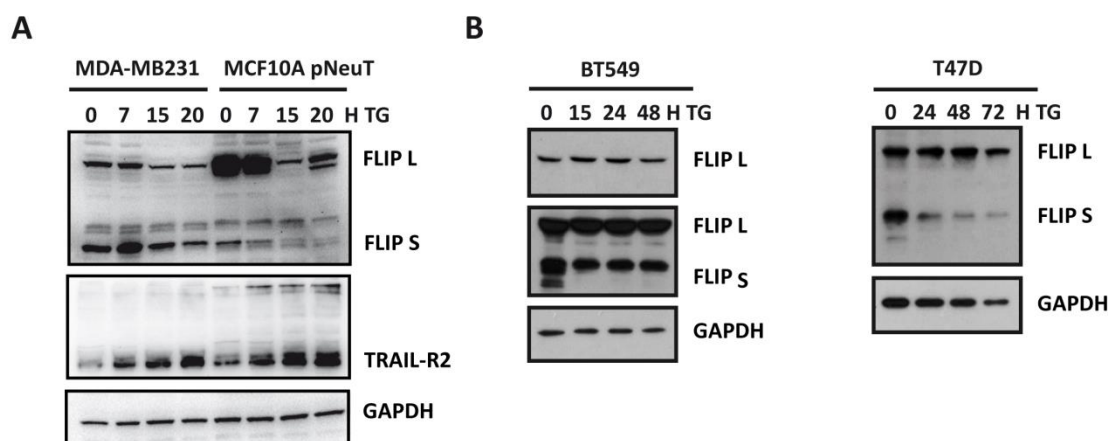 A
MDA-MB231 MCF10A pNeuT
0 7 15 20 0 7 15 20 H TG
FLIP L
FLIP S
TRAIL-R2
GAPDH
B
BT549
0 15 24 48 H TG
FLIP L
FLIP L
FLIP S
GAPDH
T47D
0 24 48 72 H TG
FLIP L
FLIP S
GAPDH